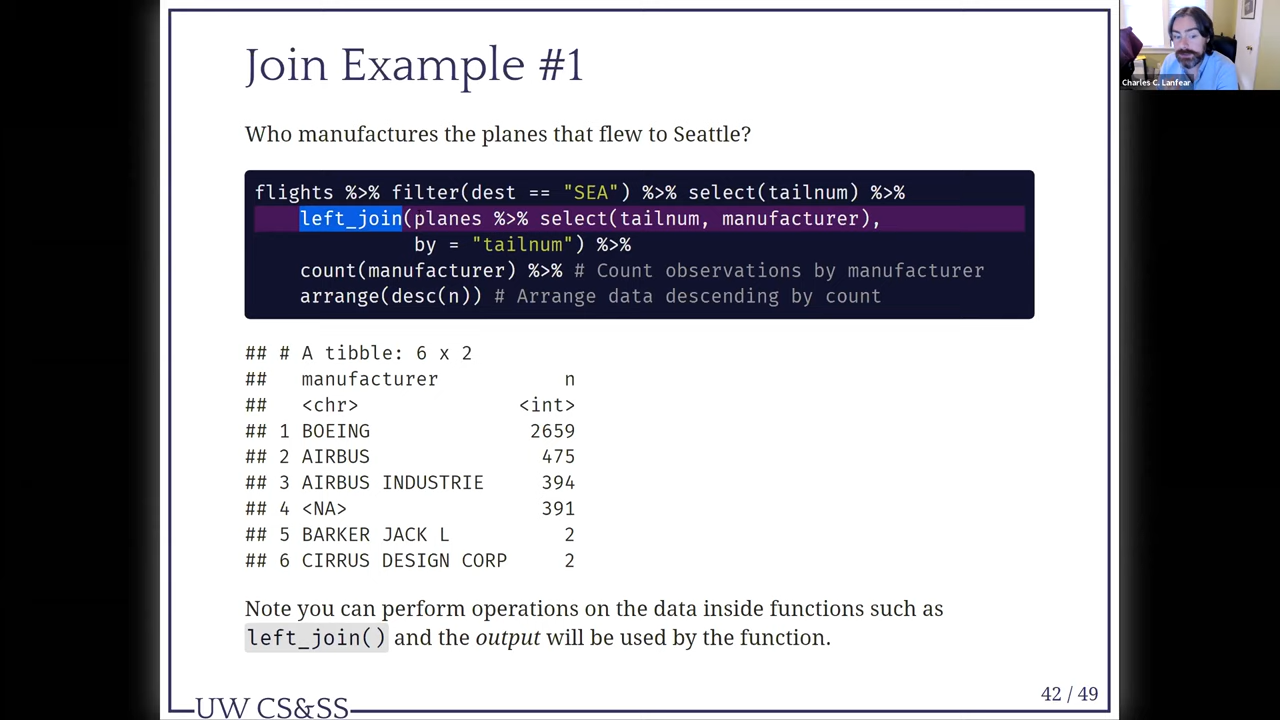 Join Example #1
Charles C. Lanfear
Who manufactures the planes that flew to Seattle?
flights %>% filter(dest == "SEA") %>% select(tailnum) %>%
left_join(planes %>% select(tailnum, manufacturer),
by = "tailnum") %>%
count(manufacturer) %>% # Count observations by manufacturer
arrange(desc(n)) # Arrange data descending by count
## # A tibble: 6 x 2
## manufacturer n
## <chr> <int>
## 1 BOEING 2659
## 2 AIRBUS 475
## 3 AIRBUS INDUSTRIE 394
## 4 <NA> 391
## 5 BARKER JACK L 2
## 6 CIRRUS DESIGN CORP 2
Note you can perform operations on the data inside functions such as
left_join() and the output will be used by the function.
42 / 49
UW CS&SS